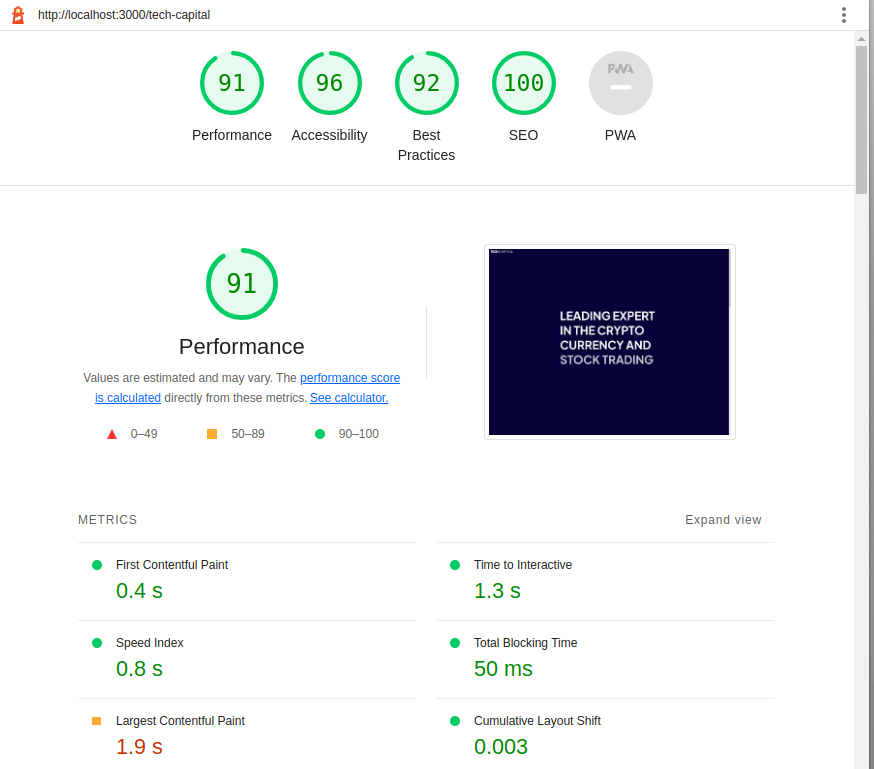 http://localhost:3000/tech-capital
91
96
92
100
PWA
Performance
Accessibility
Best
Practices
SEO
PWA
91
Performance
Values are estimated and may vary. The performance score
is calculated directly from these metrics. See calculator.
0–49
50–89
90–100
LEADING EXPERT
IN THE CRYPTO
CURRENCY AND
STOCK TRADING
METRICS
Expand view
First Contentful Paint
0.4 s
Time to Interactive
1.3 s
Speed Index
0.8 s
Total Blocking Time
50 ms
Largest Contentful Paint
1.9 s
Cumulative Layout Shift
0.003